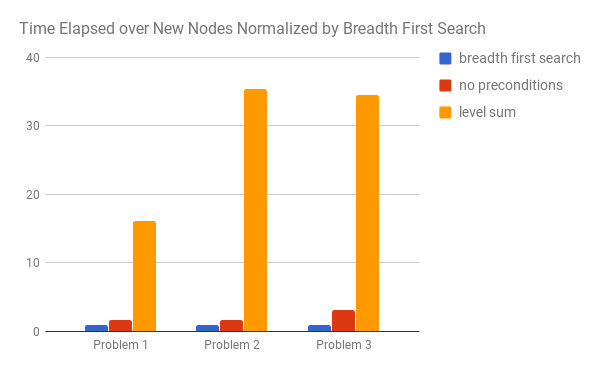 Time Elapsed over New Nodes Normalized by Breadth First Search
breadth first search
no preconditions
level sum
40
30
20
10
0
Problem 1
Problem 2
Problem 3